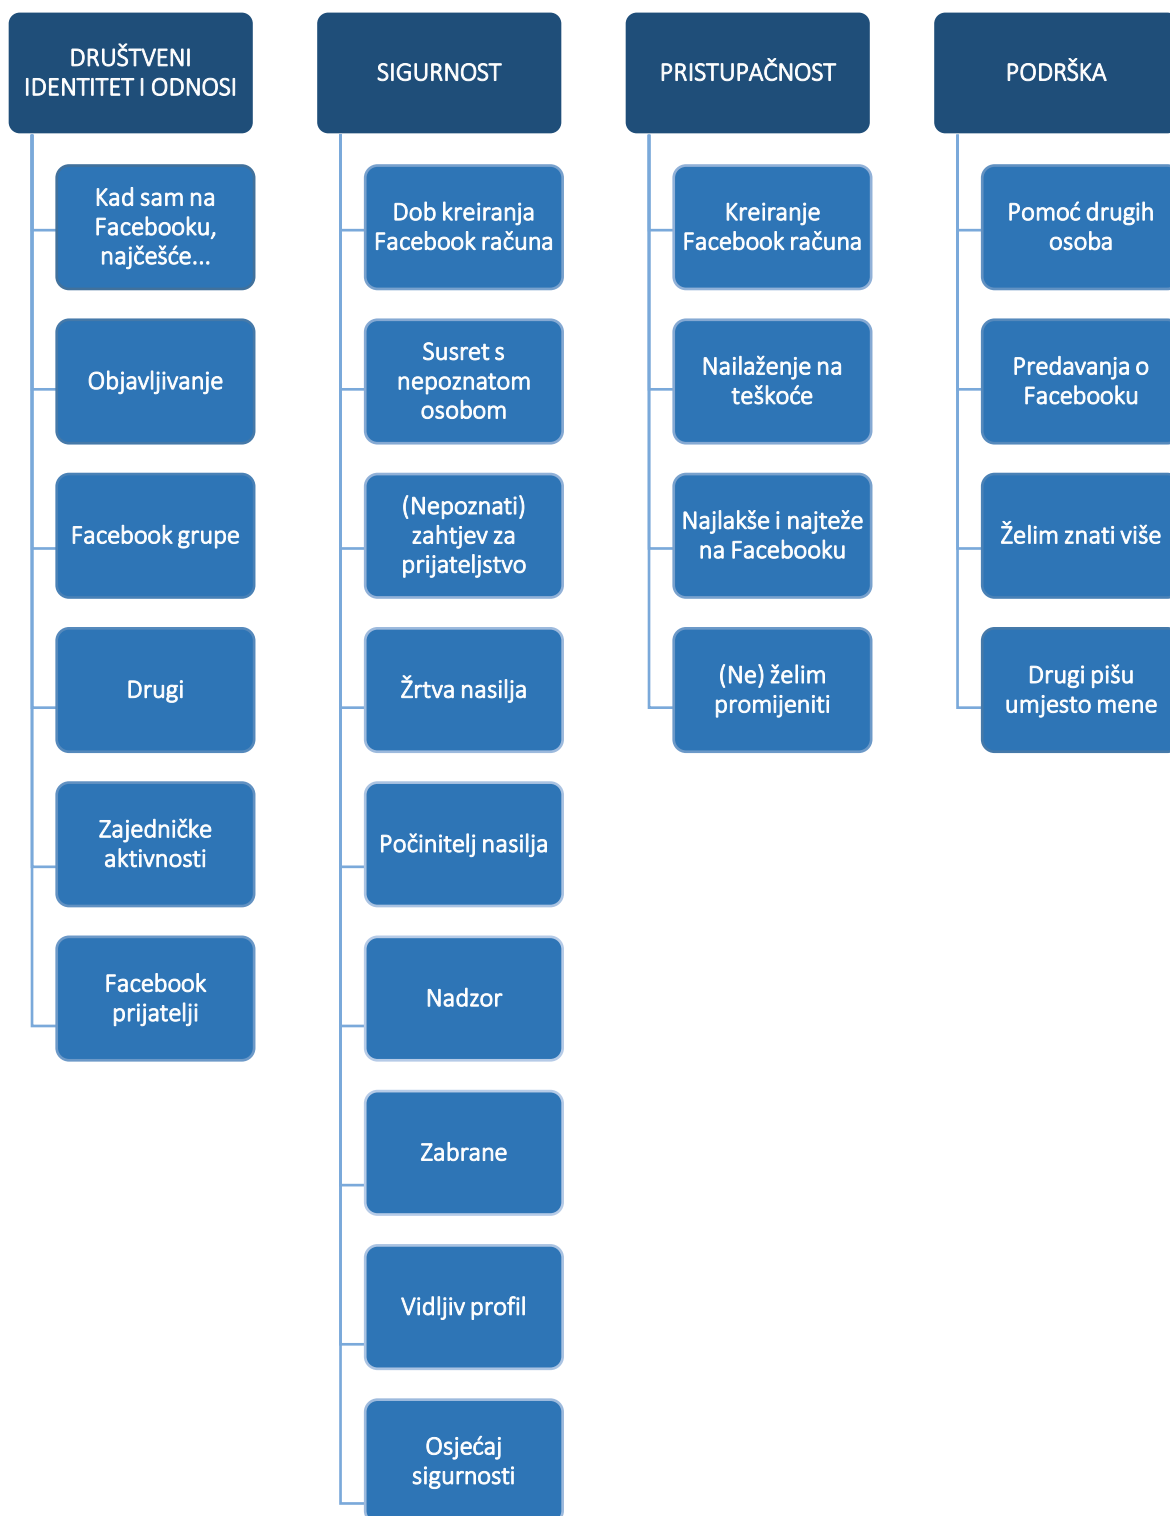 DRUŠTVENI
IDENTITET I ODNOSI
Kad sam na
Facebooku,
najčešće...
Objavljivanje
Facebook grupe
Drugi
Zajedničke
aktivnosti
Facebook
prijatelji
SIGURNOST
Dob kreiranja
Facebook računa
Susret s
nepoznatom
osobom
(Nepoznati)
zahtjev za
prijateljstvo
Žrtva nasilja
Počinitelj nasilja
Nadzor
Zabrane
Vidljiv profil
Osjećaj
sigurnosti
PRISTUPAČNOST
Kreiranje
Facebook računa
Nailaženje na
teškoće
Najlakše i najteže
na Facebooku
(Ne) želim
promijeniti
PODRŠKA
Pomoć drugih
osoba
Predavanja o
Facebooku
Želim znati više
Drugi pišu
umjesto mene